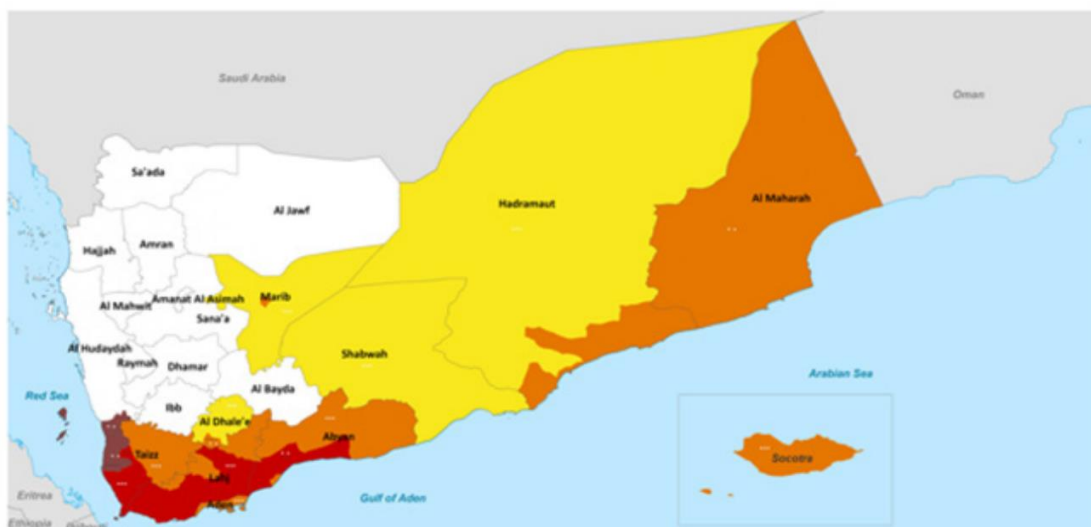 Saudi Arabia
Oman
Sa'ada
Al Jawf
Hadramaut
Al Maharah
Hajjah
Amran
Amanat Al Asimah
Marib
Al Mahwit
Sana'a
Al Hudaydah
Raymah
Dhamar
Shabwah
Al Bayda
Red Sea
Arabian Sea
Ibb
Al Dhale'e
Abyan
Taizz
Lahj
Socotra
Aden
Gulf of Aden
Eritrea
Ethiopia